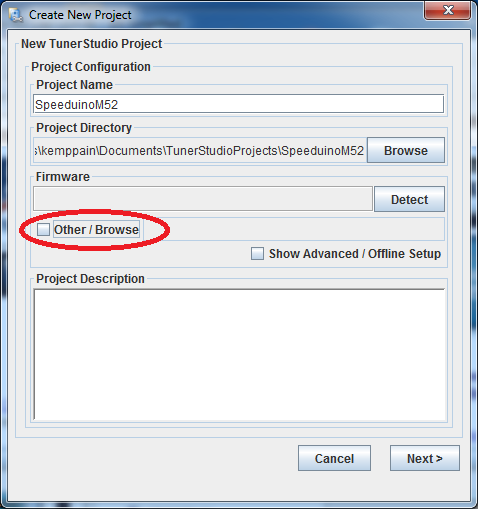 Create New Project
New TunerStudio Project
Project Configuration
Project Name
SpeeduinoM52
Project Directory
s\kemppain\Documents\TunerStudioProjects\SpeeduinoM52 Browse
Firmware
Detect
Other / Browse
Show Advanced / Offline Setup
Project Description
Cancel Next >